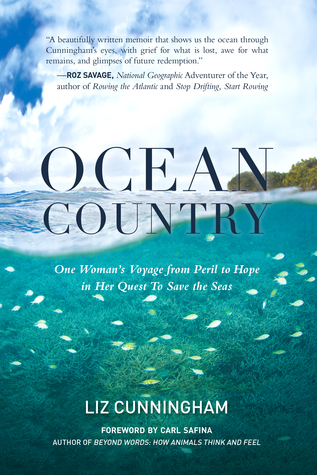 “A beautifully written memoir that shows us the ocean through
Cunningham’s eyes, with grief for what is lost, awe for what
remains, and glimpses of future redemption.”
—ROZ SAVAGE, National Geographic Adventurer of the Year,
author of Rowing the Atlantic and Stop Drifting, Start Rowing
OCEAN
COUNTRY
One Woman’s Voyage from Peril to Hope
in Her Quest To Save the Seas
LIZ CUNNINGHAM
FOREWORD BY CARL SAFINA
AUTHOR OF BEYOND WORDS: HOW ANIMALS THINK AND FEEL